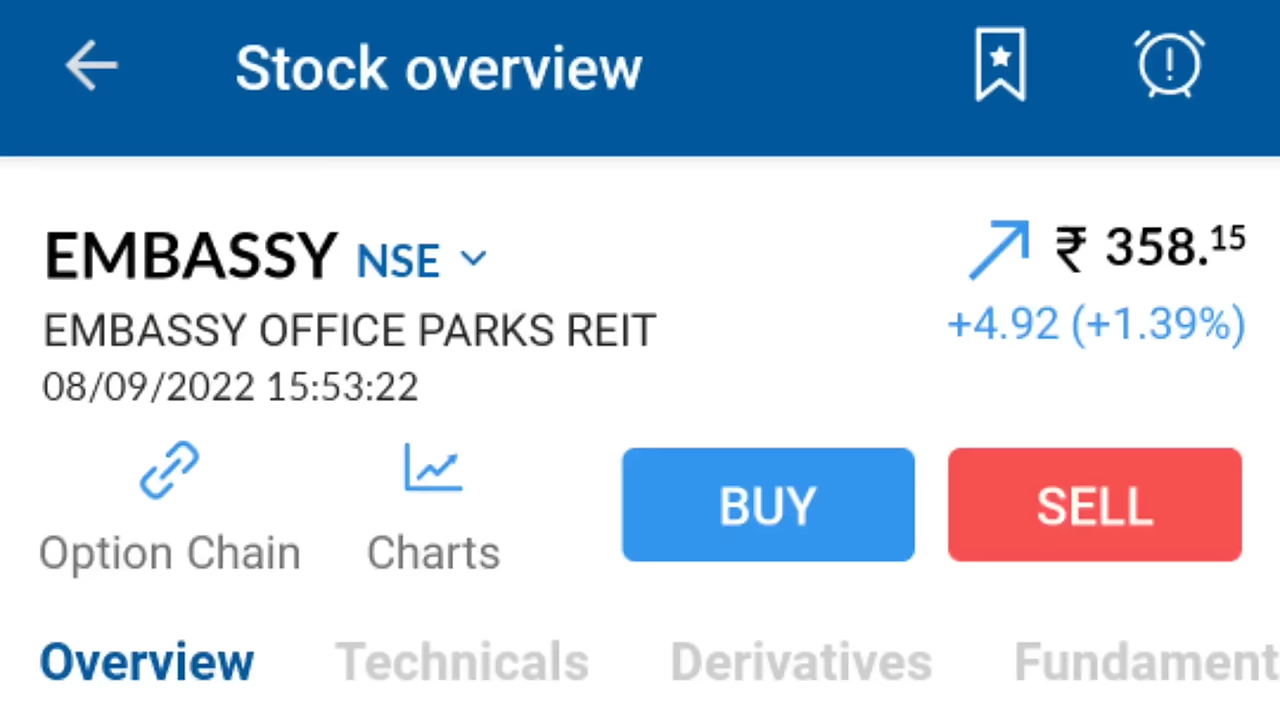 Stock overview
EMBASSY NSE
₹ 358.15
EMBASSY OFFICE PARKS REIT
+4.92 (+1.39%)
08/09/2022 15:53:22
Option Chain Charts BUY SELL
Overview Technicals Derivatives Fundament